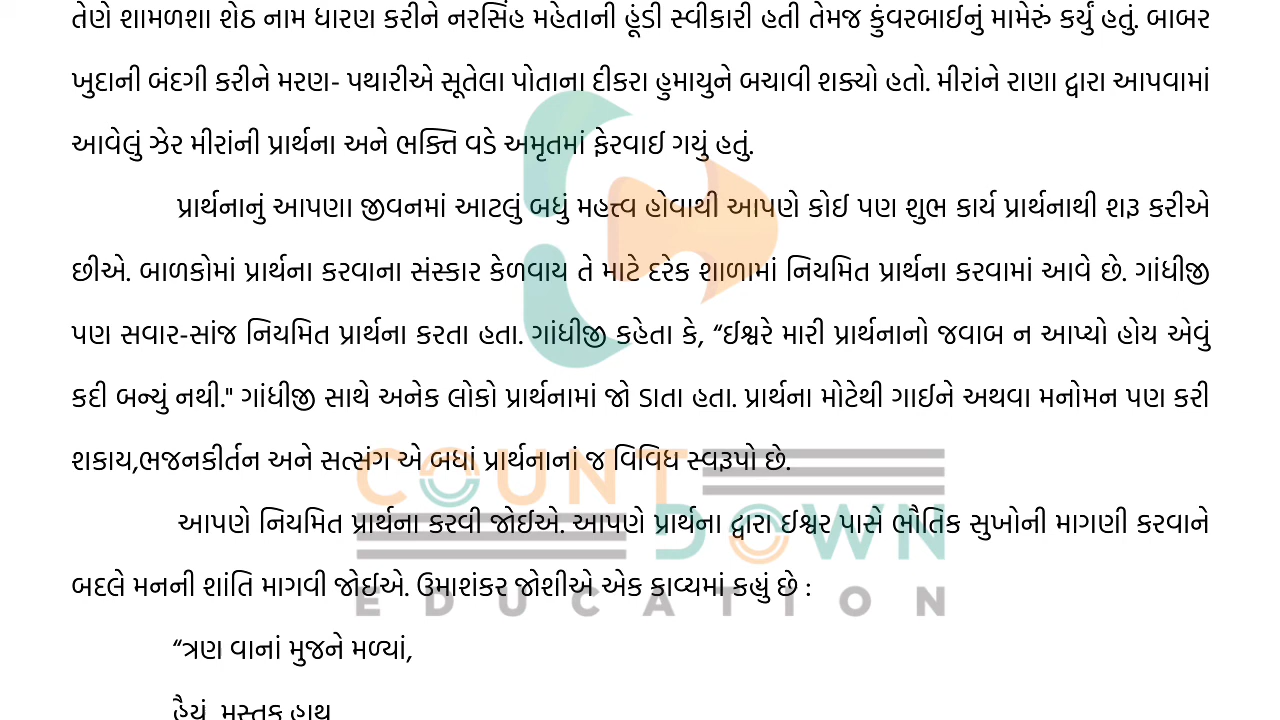 તેણે શામળશા શેઠ નામ ધારણ કરીને નરસિંહ મહેતાની હૂંડી સ્વીકારી હતી તેમજ કુંવરબાઈનું મામેરું કર્યું હતું. બાબર
ખુદાની બંદગી કરીને મરણ- પથારીએ સૂતેલા પોતાના દીકરા હુમાયુને બચાવી શક્યો હતો. મીરાંને રાણા દ્વારા આપવામાં
આવેલું ઝેર મીરાંની પ્રાર્થના અને ભક્તિ વડે અમૃતમાં ફેરવાઈ ગયું હતું.
પ્રાર્થનાનું આપણા જીવનમાં આટલું બધું મહત્ત્વ હોવાથી આપણે કોઈ પણ શુભ કાર્ય પ્રાર્થનાથી શરૂ કરીએ
છીએ. બાળકોમાં પ્રાર્થના કરવાના સંસ્કાર કેળવાય તે માટે દરેક શાળામાં નિયમિત પ્રાર્થના કરવામાં આવે છે. ગાંધીજી
પણ સવાર-સાંજ નિયમિત પ્રાર્થના કરતા હતા. ગાંધીજી કહેતા કે, “ઈશ્વરે મારી પ્રાર્થનાનો જવાબ ન આપ્યો હોય એવું
કદી બન્યું નથી." ગાંધીજી સાથે અનેક લોકો પ્રાર્થનામાં જો ડાતા હતા. પ્રાર્થના મોટેથી ગાઈને અથવા મનોમન પણ કરી
શકાય,ભજનકીર્તન અને સત્સંગ એ બધાં પ્રાર્થનાનાં જ વિવિધ સ્વરૂપો છે.
COUNT
આપણે નિયમિત પ્રાર્થના કરવી જોઈએ. આપણે પ્રાર્થના દ્વારા ઈશ્વર પાસે ભૌતિક સુખોની માગણી કરવાને
DOWN
બદલે મનની શાંતિ માગવી જોઈએ. ઉમાશંકર જોશીએ એક કાવ્યમાં કહ્યું છે :
EDUCATION
“ત્રણ વાનાં મુજને મળ્યાં,
હૈયું, મસ્તક હાથ